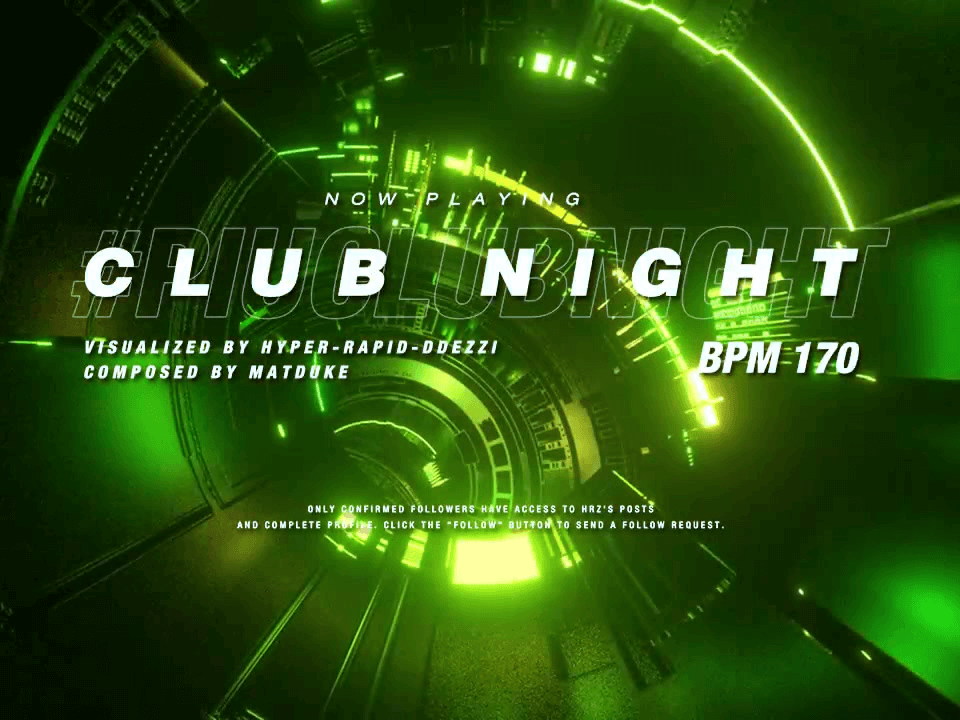 NOW PLAYING
#PIUCLUBNIGHT
CLUB NIGHT
VISUALIZED BY HYPER-RAPID-DDEZZI
COMPOSED BY MATDUKE
BPM 170
ONLY CONFIRMED FOLLOWERS HAVE ACCESS TO HRZ'S POSTS
AND COMPLETE PROFILE. CLICK THE "FOLLOW" BUTTON TO SEND A FOLLOW REQUEST.